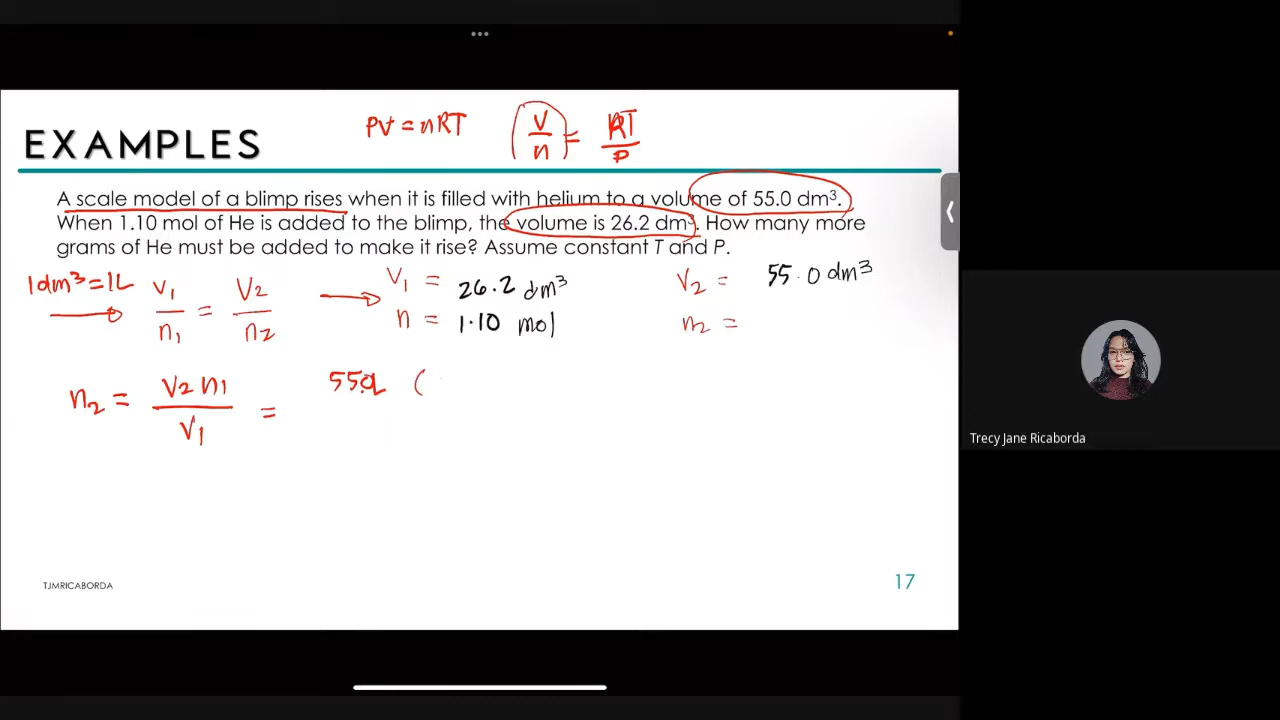 PV = nRT   V/n = RT/P
EXAMPLES
A scale model of a blimp rises when it is filled with helium to a volume of 55.0 dm³.
When 1.10 mol of He is added to the blimp, the volume is 26.2 dm³. How many more
grams of He must be added to make it rise? Assume constant T and P.
1dm³=1L   V1/n1 = V2/n2   →   V1 = 26.2 dm³   V2 = 55.0 dm³
n = 1.10 mol   n2 =
n2 = V2 n1/V1 = 55.0L (
Trecy Jane Ricaborda
TJMRICABORDA
17